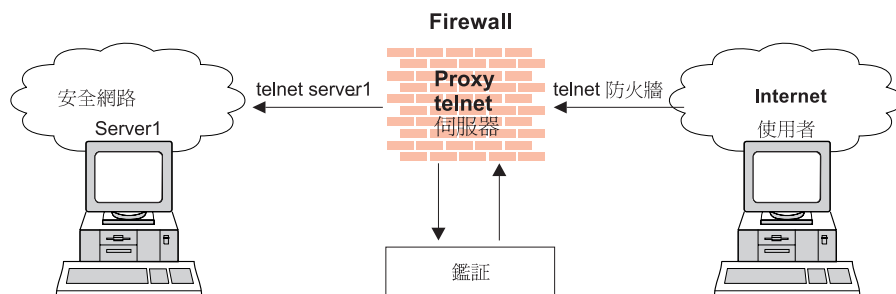 Firewall
安全網路
Server1
telnet server1
Proxy
telnet
伺服器
telnet 防火牆
Internet
使用者
鑑証